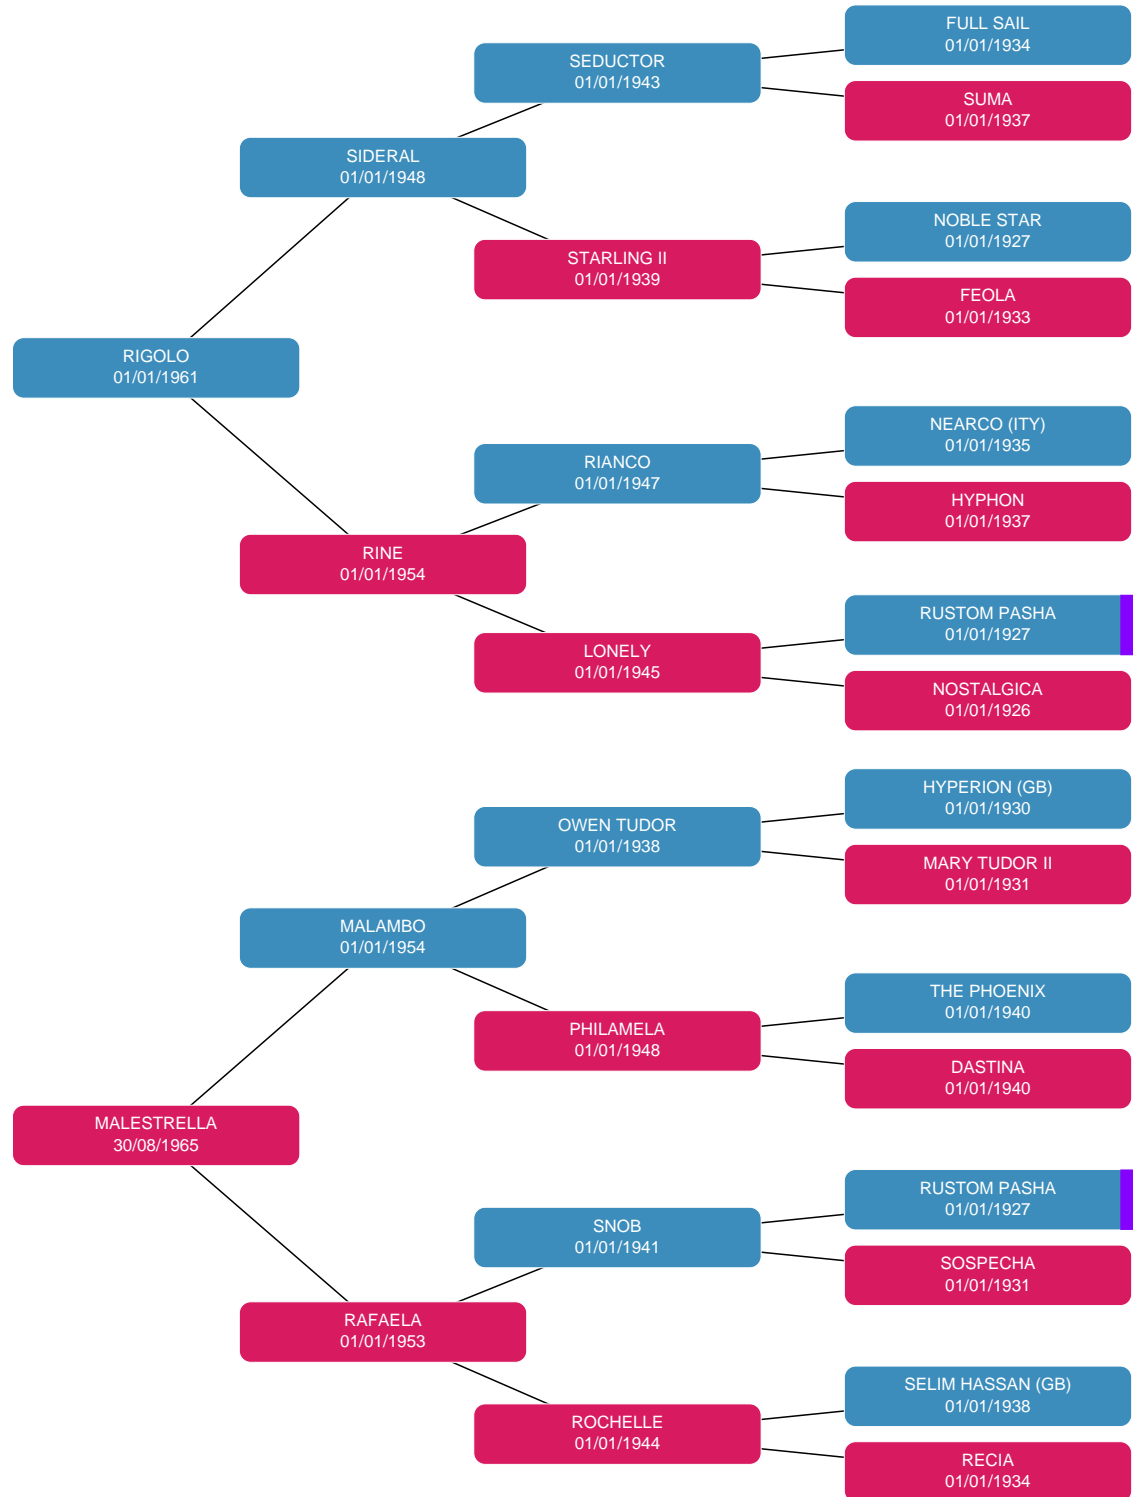 FULL SAIL
01/01/1934
SEDUCTOR
01/01/1943
SUMA
01/01/1937
SIDERAL
01/01/1948
NOBLE STAR
01/01/1927
STARLING II
01/01/1939
FEOLA
01/01/1933
RIGOLO
01/01/1961
NEARCO (ITY)
01/01/1935
RIANCO
01/01/1947
HYPHON
01/01/1937
RINE
01/01/1954
RUSTOM PASHA
01/01/1927
LONELY
01/01/1945
NOSTALGICA
01/01/1926
HYPERION (GB)
01/01/1930
OWEN TUDOR
01/01/1938
MARY TUDOR II
01/01/1931
MALAMBO
01/01/1954
THE PHOENIX
01/01/1940
PHILAMELA
01/01/1948
DASTINA
01/01/1940
MALESTRELLA
30/08/1965
RUSTOM PASHA
01/01/1927
SNOB
01/01/1941
SOSPECHA
01/01/1931
RAFAELA
01/01/1953
SELIM HASSAN (GB)
01/01/1938
ROCHELLE
01/01/1944
RECIA
01/01/1934